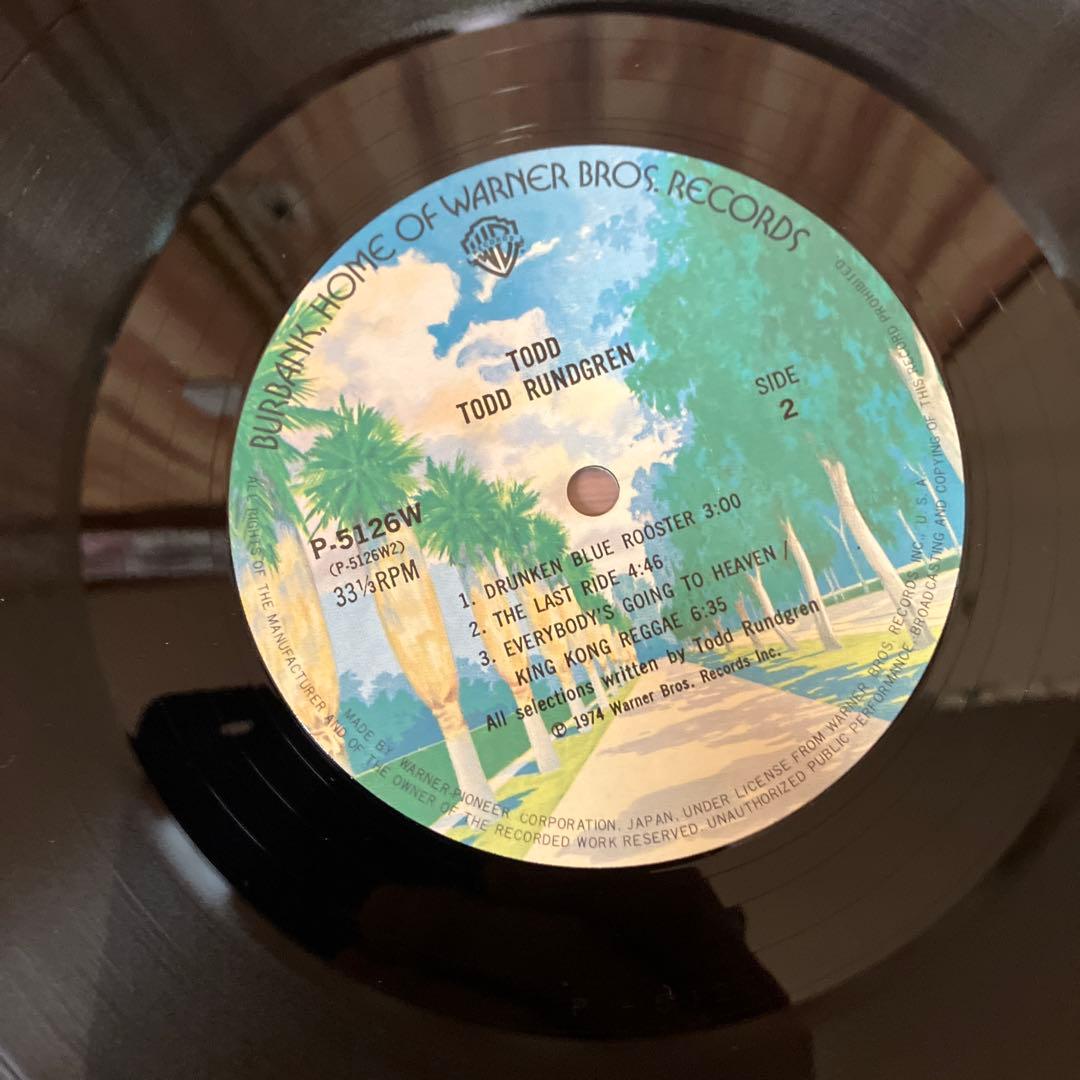 BURBANK, HOME OF WARNER BROS. RECORDS
TODD
TODD RUNDGREN
SIDE
2
P-5126W
(P-5126W2)
33⅓RPM
1. DRUNKEN BLUE ROOSTER 3:00
2. THE LAST RIDE 4:46
3. EVERYBODY'S GOING TO HEAVEN /
KING KONG REGGAE 6:35
All selections written by Todd Rundgren
℗ 1974 Warner Bros. Records Inc.
MADE BY WARNER-PIONEER CORPORATION, JAPAN, UNDER LICENSE FROM WARNER BROS. RECORDS INC., U.S.A.
ALL RIGHTS OF THE MANUFACTURER AND OF THE OWNER OF THE RECORDED WORK RESERVED. UNAUTHORIZED PUBLIC PERFORMANCE, BROADCASTING AND COPYING OF THIS RECORD PROHIBITED